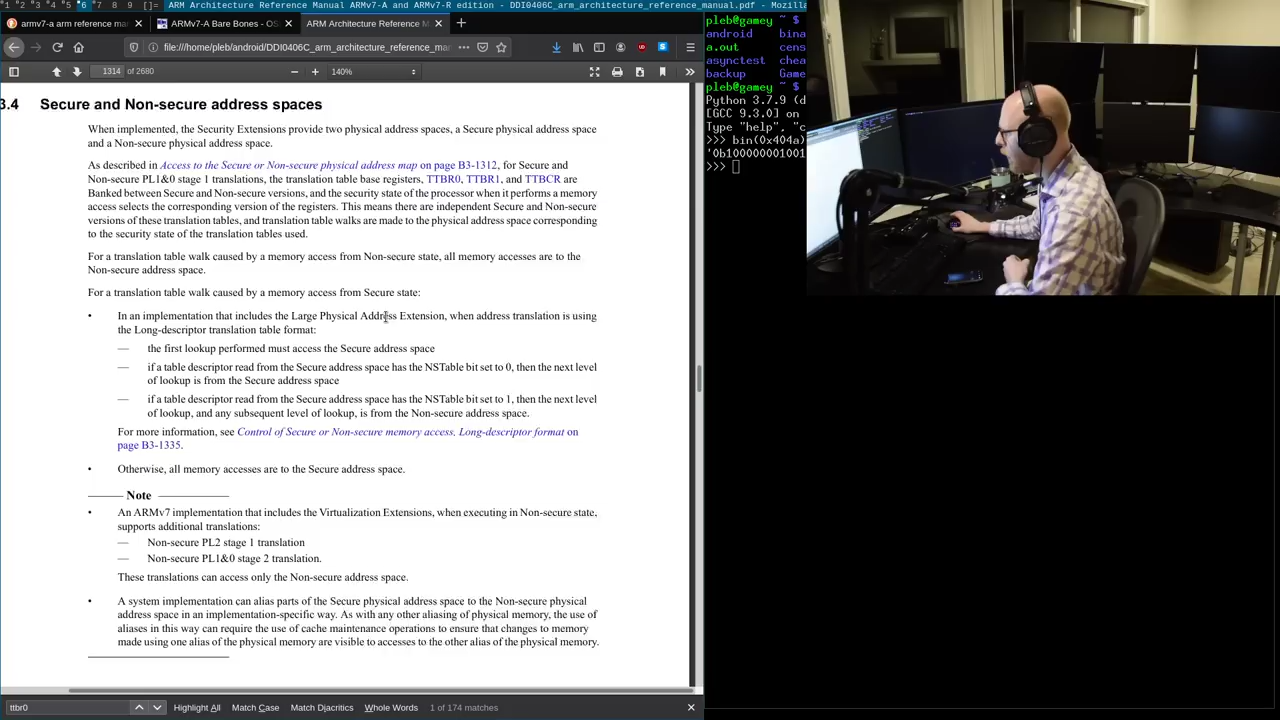 1 2 3 4 5 6 7 8 9 []= ARM Architecture Reference Manual ARMv7-A and ARMv7-R edition - DDI0406C_arm_architecture_reference_manual.pdf - Mozilla
armv7-a arm reference ma
ARMv7-A Bare Bones - OS
ARM Architecture Reference M
file:///home/pleb/android/DDI0406C_arm_architecture_reference_ma
1314 of 2680
140%
3.4 Secure and Non-secure address spaces
When implemented, the Security Extensions provide two physical address spaces, a Secure physical address space
and a Non-secure physical address space.
As described in Access to the Secure or Non-secure physical address map on page B3-1312, for Secure and
Non-secure PL1&0 stage 1 translations, the translation table base registers, TTBR0, TTBR1, and TTBCR are
Banked between Secure and Non-secure versions, and the security state of the processor when it performs a memory
access selects the corresponding version of the registers. This means there are independent Secure and Non-secure
versions of these translation tables, and translation table walks are made to the physical address space corresponding
to the security state of the translation tables used.
For a translation table walk caused by a memory access from Non-secure state, all memory accesses are to the
Non-secure address space.
For a translation table walk caused by a memory access from Secure state:
• In an implementation that includes the Large Physical Address Extension, when address translation is using
the Long-descriptor translation table format:
— the first lookup performed must access the Secure address space
— if a table descriptor read from the Secure address space has the NSTable bit set to 0, then the next level
of lookup is from the Secure address space
— if a table descriptor read from the Secure address space has the NSTable bit set to 1, then the next level
of lookup, and any subsequent level of lookup, is from the Non-secure address space.
For more information, see Control of Secure or Non-secure memory access, Long-descriptor format on
page B3-1335.
• Otherwise, all memory accesses are to the Secure address space.
Note
• An ARMv7 implementation that includes the Virtualization Extensions, when executing in Non-secure state,
supports additional translations:
— Non-secure PL2 stage 1 translation
— Non-secure PL1&0 stage 2 translation.
These translations can access only the Non-secure address space.
• A system implementation can alias parts of the Secure physical address space to the Non-secure physical
address space in an implementation-specific way. As with any other aliasing of physical memory, the use of
aliases in this way can require the use of cache maintenance operations to ensure that changes to memory
made using one alias of the physical memory are visible to accesses to the other alias of the physical memory.
ttbr0
Highlight All Match Case Match Diacritics Whole Words 1 of 174 matches
pleb@gamey ~ $
android bina
a.out cens
asynctest chea
backup Game
pleb@gamey ~ $
Python 3.7.9 (d
[GCC 9.3.0] on
Type "help", "c
>>> bin(0x404a)
'0b100000001001
>>>